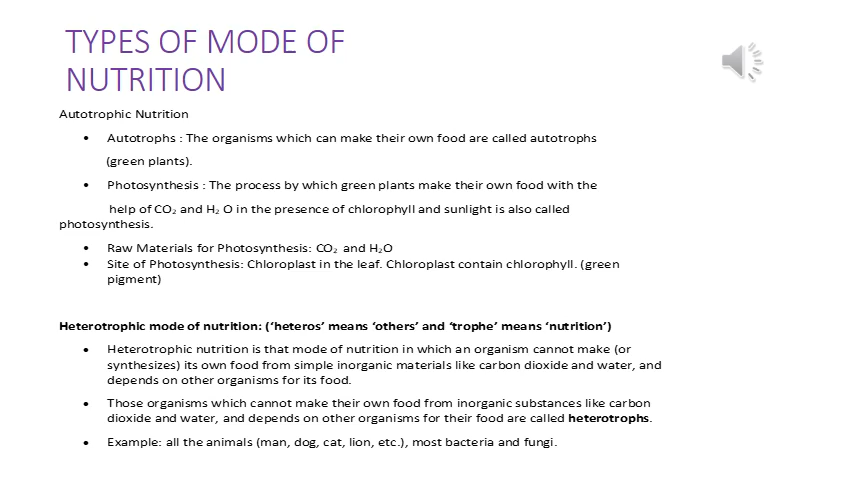 TYPES OF MODE OF
NUTRITION
Autotrophic Nutrition
• Autotrophs : The organisms which can make their own food are called autotrophs
(green plants).
• Photosynthesis : The process by which green plants make their own food with the
help of CO₂ and H₂ O in the presence of chlorophyll and sunlight is also called
photosynthesis.
• Raw Materials for Photosynthesis: CO₂ and H₂O
• Site of Photosynthesis: Chloroplast in the leaf. Chloroplast contain chlorophyll. (green
pigment)
Heterotrophic mode of nutrition: (‘heteros’ means ‘others’ and ‘trophe’ means ‘nutrition’)
• Heterotrophic nutrition is that mode of nutrition in which an organism cannot make (or
synthesizes) its own food from simple inorganic materials like carbon dioxide and water, and
depends on other organisms for its food.
• Those organisms which cannot make their own food from inorganic substances like carbon
dioxide and water, and depends on other organisms for their food are called heterotrophs.
• Example: all the animals (man, dog, cat, lion, etc.), most bacteria and fungi.